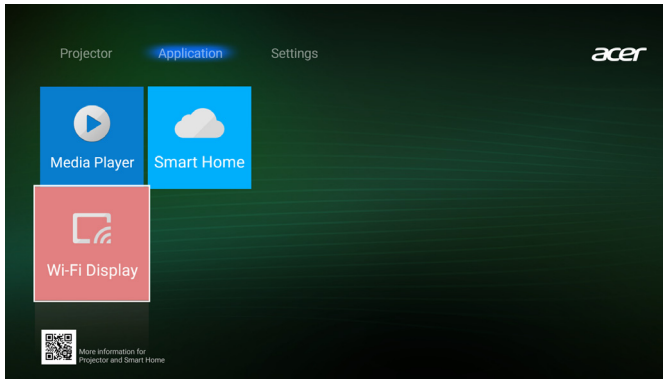 Projector
Application
Settings
acer
Media Player
Smart Home
Wi-Fi Display
More information for
Projector and Smart Home